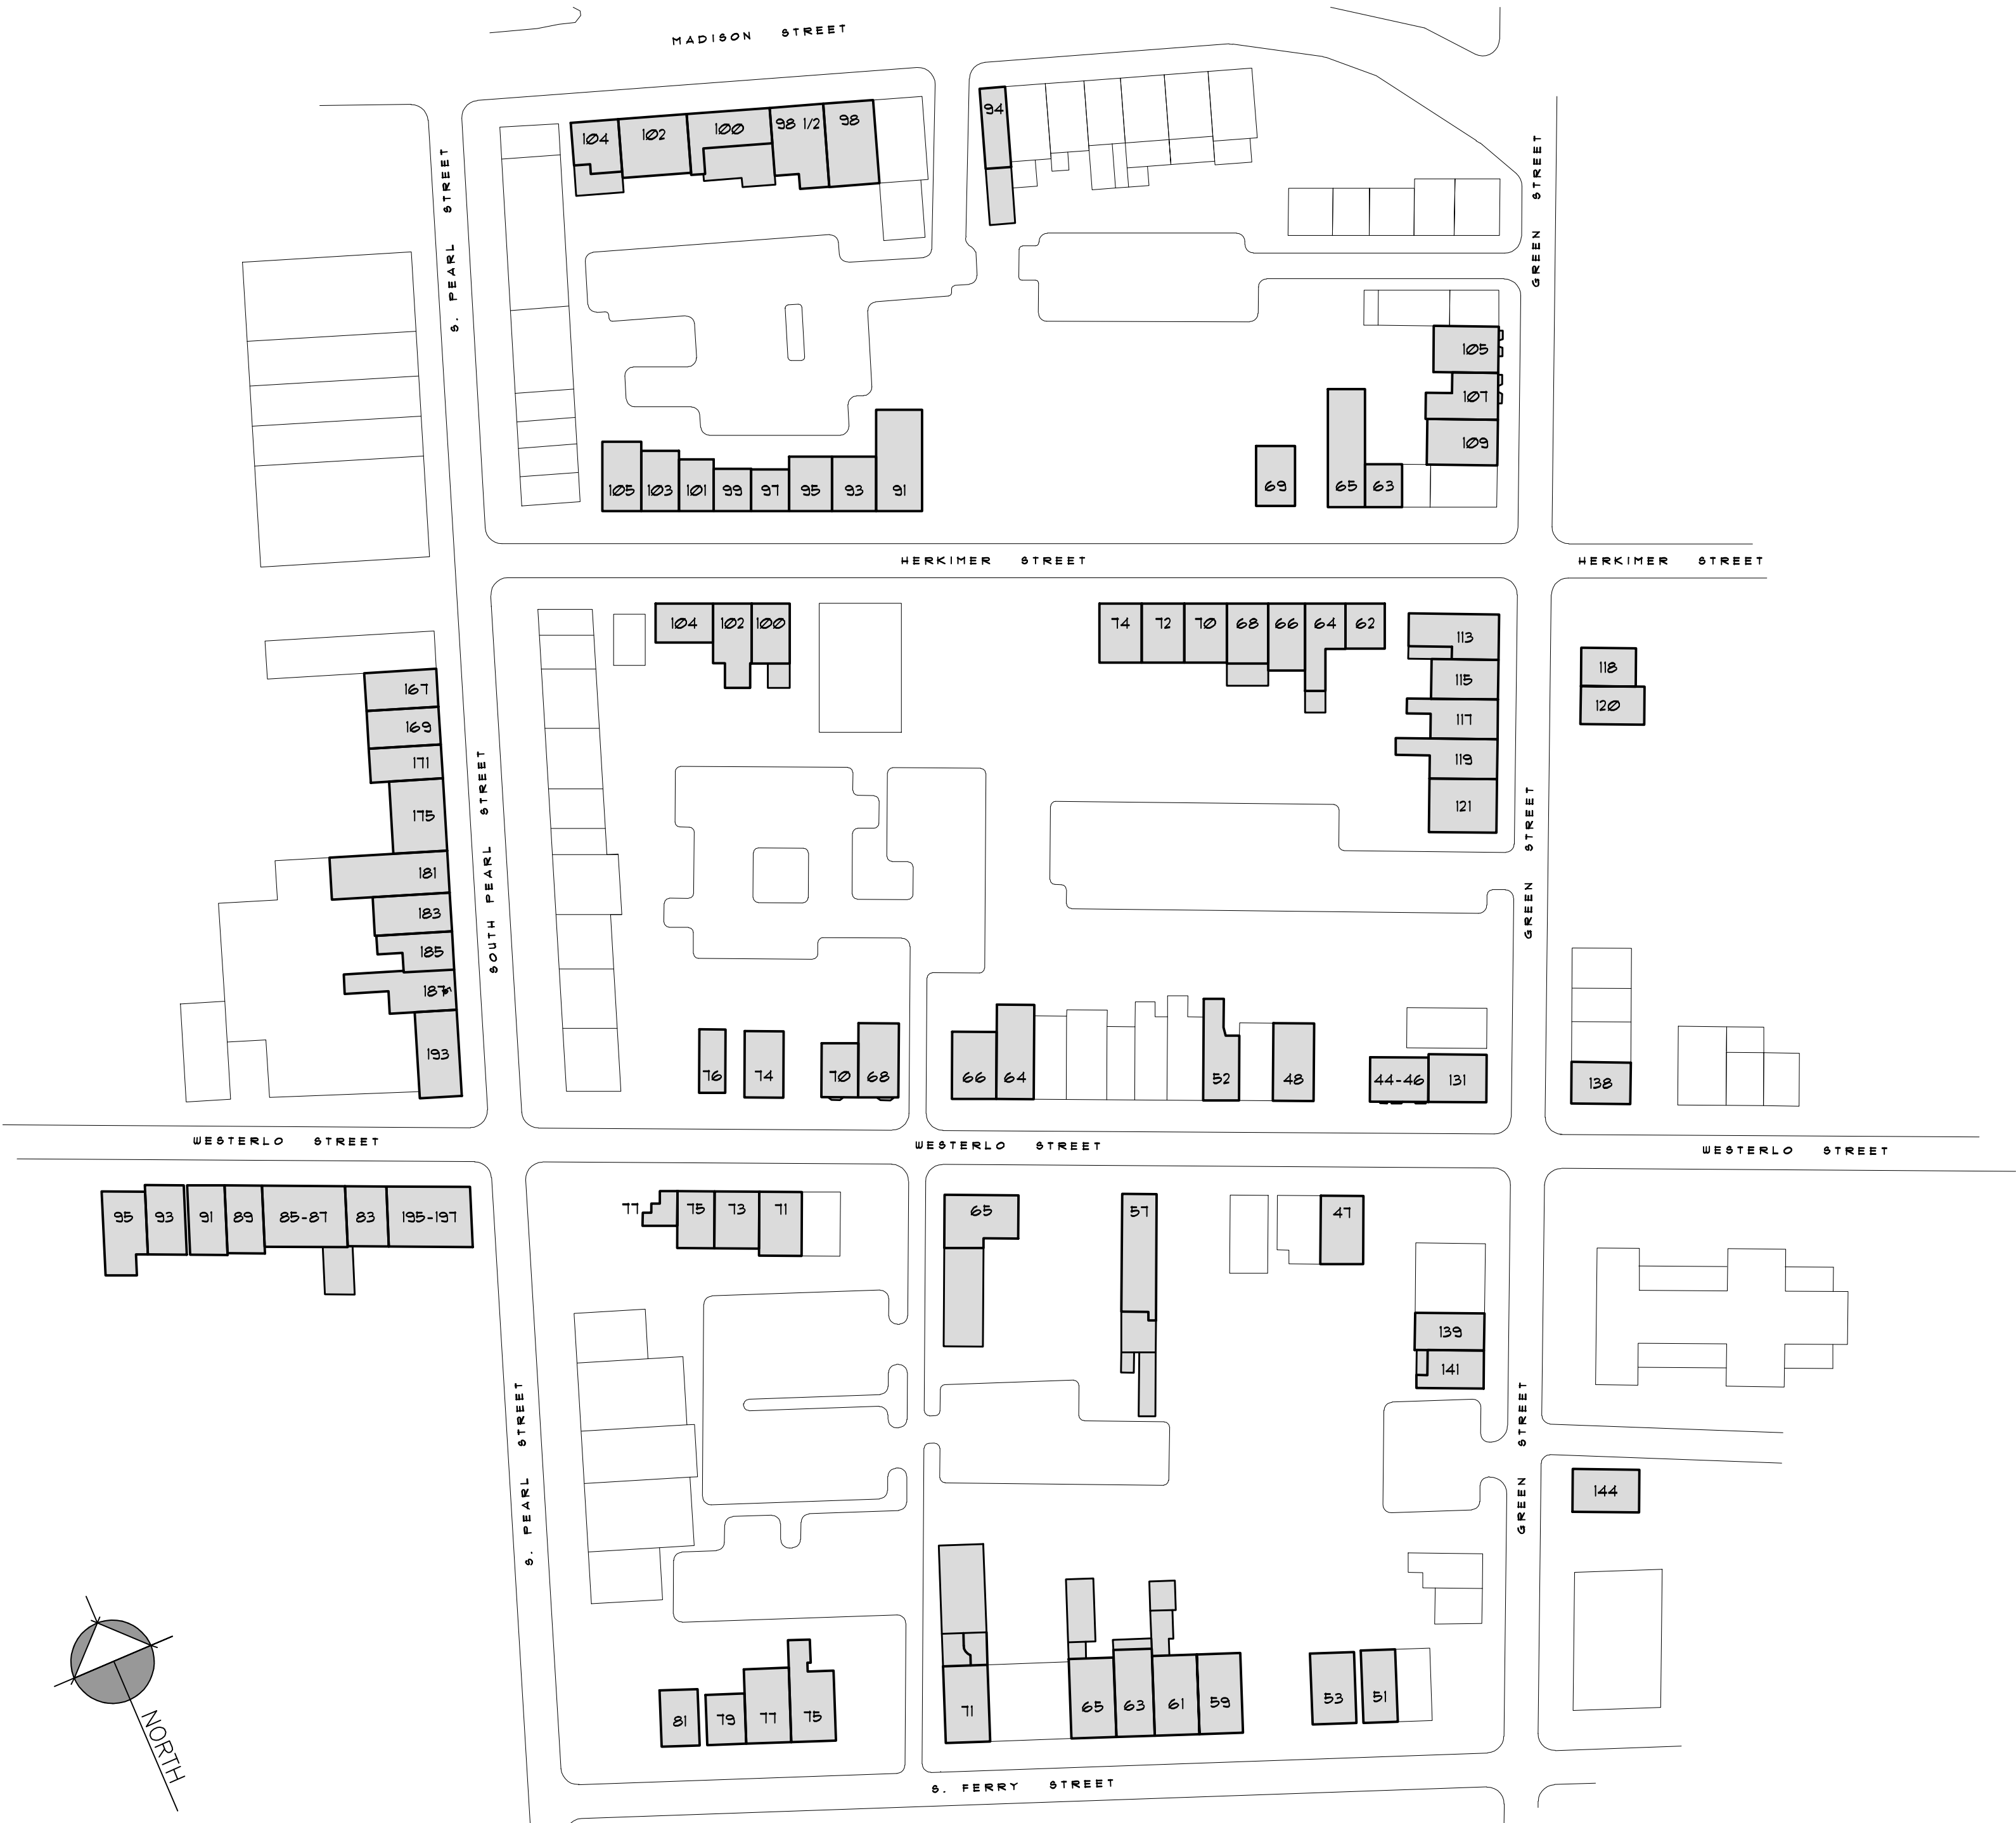 MADISON STREET
104 102 100 98 1/2 98
94
S. PEARL STREET
GREEN STREET
105
107
109
105 103 101 99 97 95 93 91
69 65 63
HERKIMER STREET
HERKIMER STREET
104 102 100
74 72 70 68 66 64 62
113
115
117
119
121
118
120
167
169
171
175
181
183
185
187
193
SOUTH PEARL STREET
GREEN STREET
76 74 70 68
66 64 52 48
44-46 131
138
WESTERLO STREET
WESTERLO STREET
WESTERLO STREET
95 93 91 89 85-87 83 195-197
77 75 73 71
65 57 47
139
141
S. PEARL STREET
GREEN STREET
144
81 79 77 75
71 65 63 61 59
53 51
S. FERRY STREET
NORTH